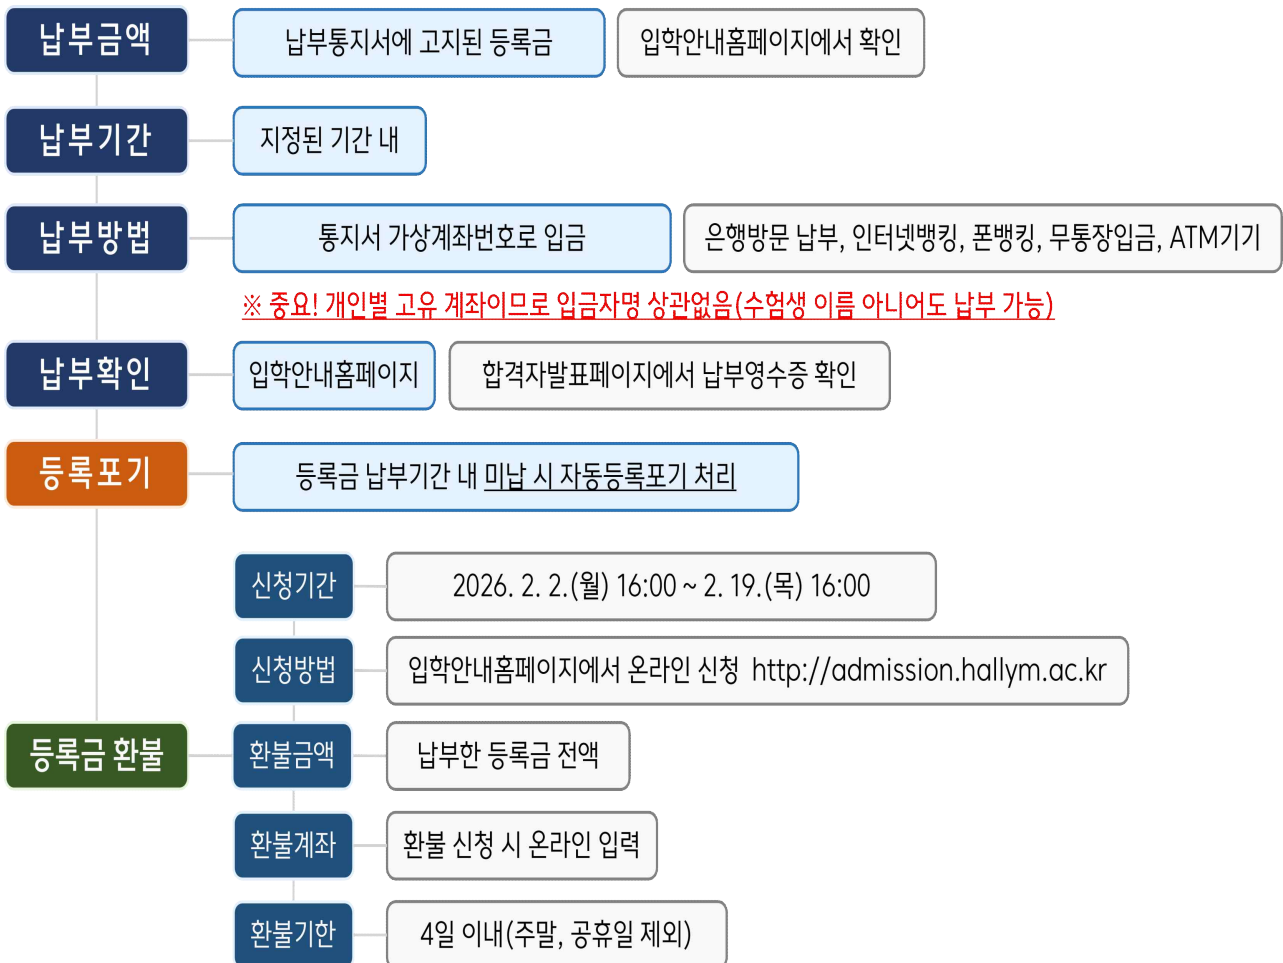 납부금액 납부통지서에 고지된 등록금 입학안내홈페이지에서 확인
납부기간 지정된 기간 내
납부방법 통지서 가상계좌번호로 입금 은행방문 납부, 인터넷뱅킹, 폰뱅킹, 무통장입금, ATM기기
※ 중요! 개인별 고유 계좌이므로 입금자명 상관없음(수험생 이름 아니어도 납부 가능)
납부확인 입학안내홈페이지 합격자발표페이지에서 납부영수증 확인
등록포기 등록금 납부기간 내 미납 시 자동등록포기 처리
신청기간 2026. 2. 2.(월) 16:00 ~ 2. 19.(목) 16:00
신청방법 입학안내홈페이지에서 온라인 신청 http://admission.hallym.ac.kr
등록금 환불 환불금액 납부한 등록금 전액
환불계좌 환불 신청 시 온라인 입력
환불기한 4일 이내(주말, 공휴일 제외)